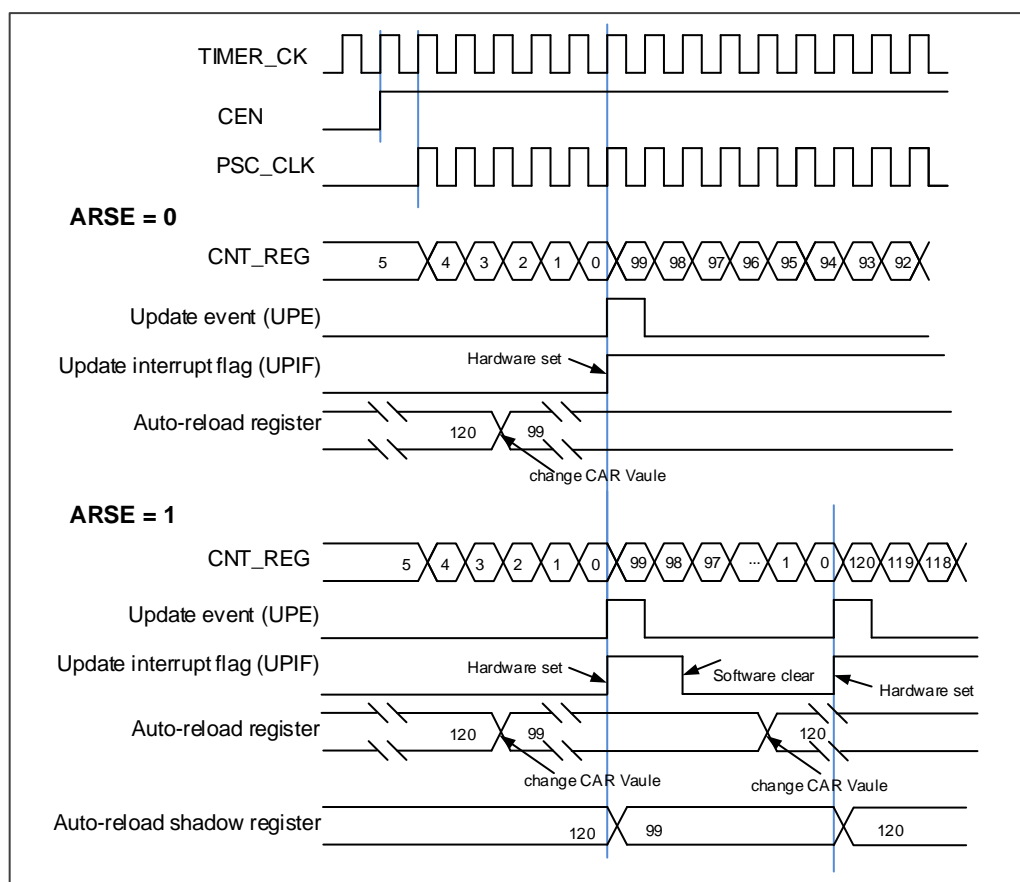 TIMER_CK
CEN
PSC_CLK
ARSE = 0
CNT_REG 5 4 3 2 1 0 99 98 97 96 95 94 93 92
Update event (UPE)
Update interrupt flag (UPIF) Hardware set
Auto-reload register 120 99
change CAR Vaule
ARSE = 1
CNT_REG 5 4 3 2 1 0 99 98 97 ... 1 0 120 119 118
Update event (UPE)
Update interrupt flag (UPIF) Hardware set Software clear Hardware set
Auto-reload register 120 99 120
change CAR Vaule change CAR Vaule
Auto-reload shadow register 120 99 120